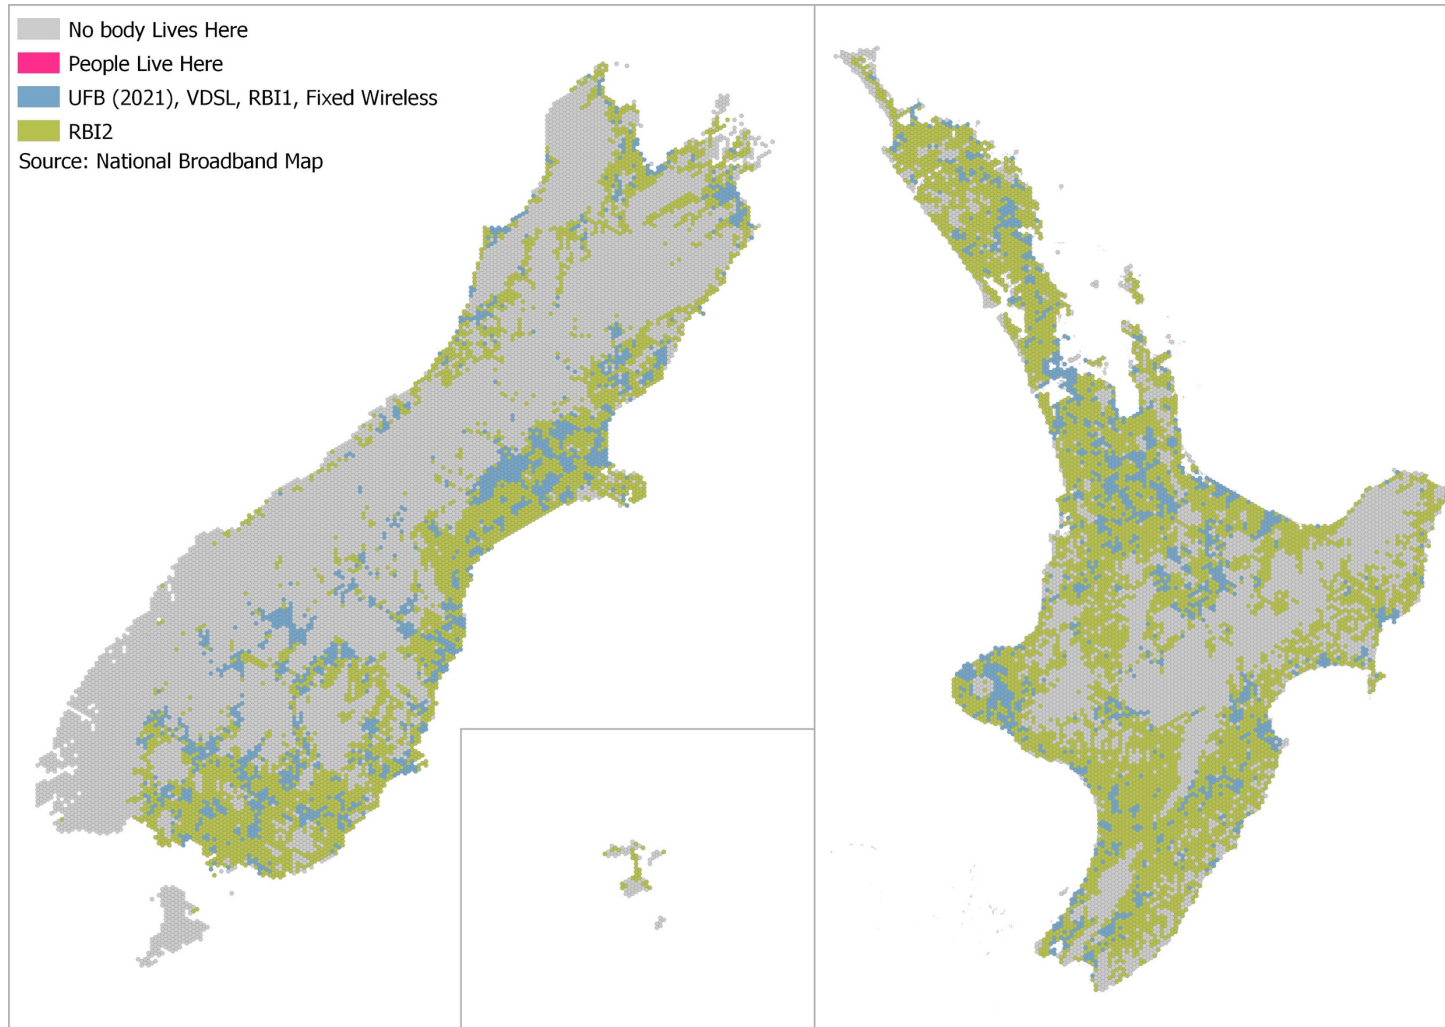 No body Lives Here
People Live Here
UFB (2021), VDSL, RBI1, Fixed Wireless
RBI2
Source: National Broadband Map